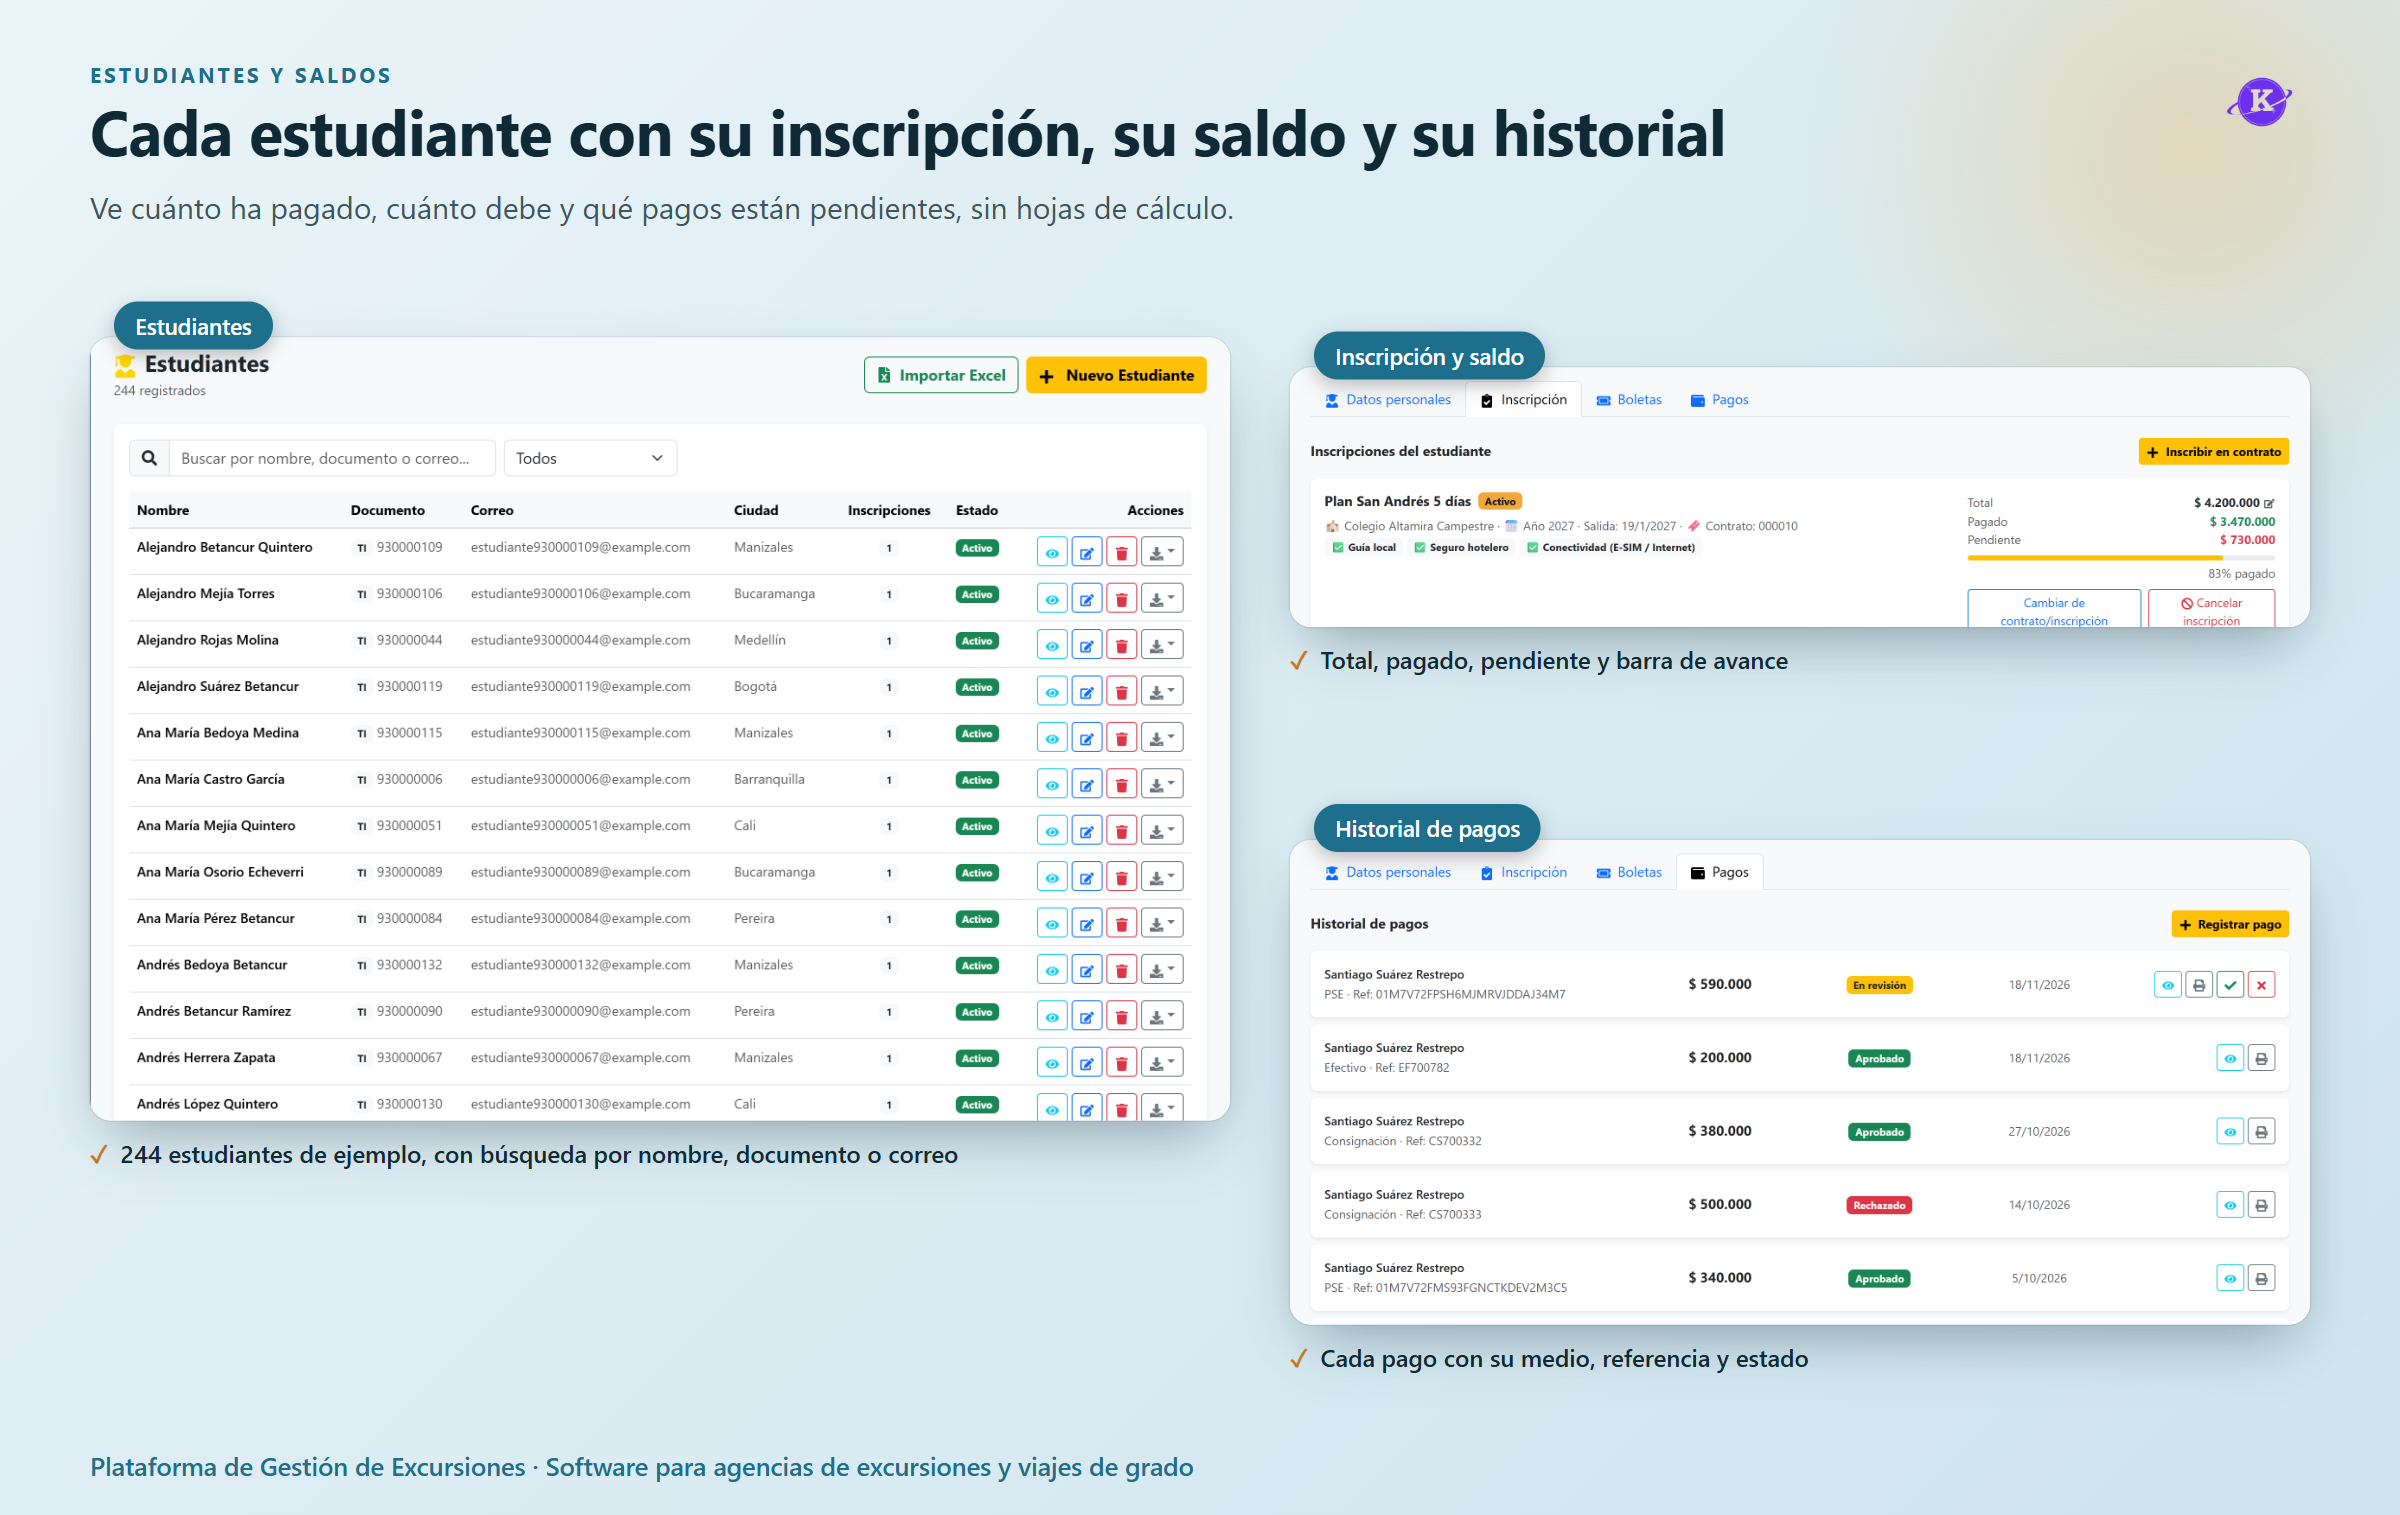 ESTUDIANTES Y SALDOS
K
Cada estudiante con su inscripción, su saldo y su historial
Ve cuánto ha pagado, cuánto debe y qué pagos están pendientes, sin hojas de cálculo.
Estudiantes
Estudiantes
244 registrados
Importar Excel
+ Nuevo Estudiante
Buscar por nombre, documento o correo...
Todos
Nombre Documento Correo Ciudad Inscripciones Estado Acciones
Alejandro Betancur Quintero TI 930000109 estudiante930000109@example.com Manizales 1 Activo
Alejandro Mejía Torres TI 930000106 estudiante930000106@example.com Bucaramanga 1 Activo
Alejandro Rojas Molina TI 930000044 estudiante930000044@example.com Medellín 1 Activo
Alejandro Suárez Betancur TI 930000119 estudiante930000119@example.com Bogotá 1 Activo
Ana María Bedoya Medina TI 930000115 estudiante930000115@example.com Manizales 1 Activo
Ana María Castro García TI 930000006 estudiante930000006@example.com Barranquilla 1 Activo
Ana María Mejía Quintero TI 930000051 estudiante930000051@example.com Cali 1 Activo
Ana María Osorio Echeverri TI 930000089 estudiante930000089@example.com Bucaramanga 1 Activo
Ana María Pérez Betancur TI 930000084 estudiante930000084@example.com Pereira 1 Activo
Andrés Bedoya Betancur TI 930000132 estudiante930000132@example.com Manizales 1 Activo
Andrés Betancur Ramírez TI 930000090 estudiante930000090@example.com Pereira 1 Activo
Andrés Herrera Zapata TI 930000067 estudiante930000067@example.com Manizales 1 Activo
Andrés López Quintero TI 930000130 estudiante930000130@example.com Cali 1 Activo
✓ 244 estudiantes de ejemplo, con búsqueda por nombre, documento o correo
Inscripción y saldo
Datos personales Inscripción Boletas Pagos
Inscripciones del estudiante
+ Inscribir en contrato
Plan San Andrés 5 días Activo
Colegio Altamira Campestre · Año 2027 · Salida: 19/1/2027 · Contrato: 000010
Guía local Seguro hotelero Conectividad (E-SIM / Internet)
Total $ 4.200.000
Pagado $ 3.470.000
Pendiente $ 730.000
83% pagado
Cambiar de contrato/inscripción
Cancelar inscripción
✓ Total, pagado, pendiente y barra de avance
Historial de pagos
Datos personales Inscripción Boletas Pagos
Historial de pagos
+ Registrar pago
Santiago Suárez Restrepo $ 590.000 En revisión 18/11/2026
PSE · Ref: 01M7V72FPSH6MJMRVJDDAJ34M7
Santiago Suárez Restrepo $ 200.000 Aprobado 18/11/2026
Efectivo · Ref: EF700782
Santiago Suárez Restrepo $ 380.000 Aprobado 27/10/2026
Consignación · Ref: CS700332
Santiago Suárez Restrepo $ 500.000 Rechazado 14/10/2026
Consignación · Ref: CS700333
Santiago Suárez Restrepo $ 340.000 Aprobado 5/10/2026
PSE · Ref: 01M7V72FMS93FGNCTKDEV2M3C5
✓ Cada pago con su medio, referencia y estado
Plataforma de Gestión de Excursiones · Software para agencias de excursiones y viajes de grado